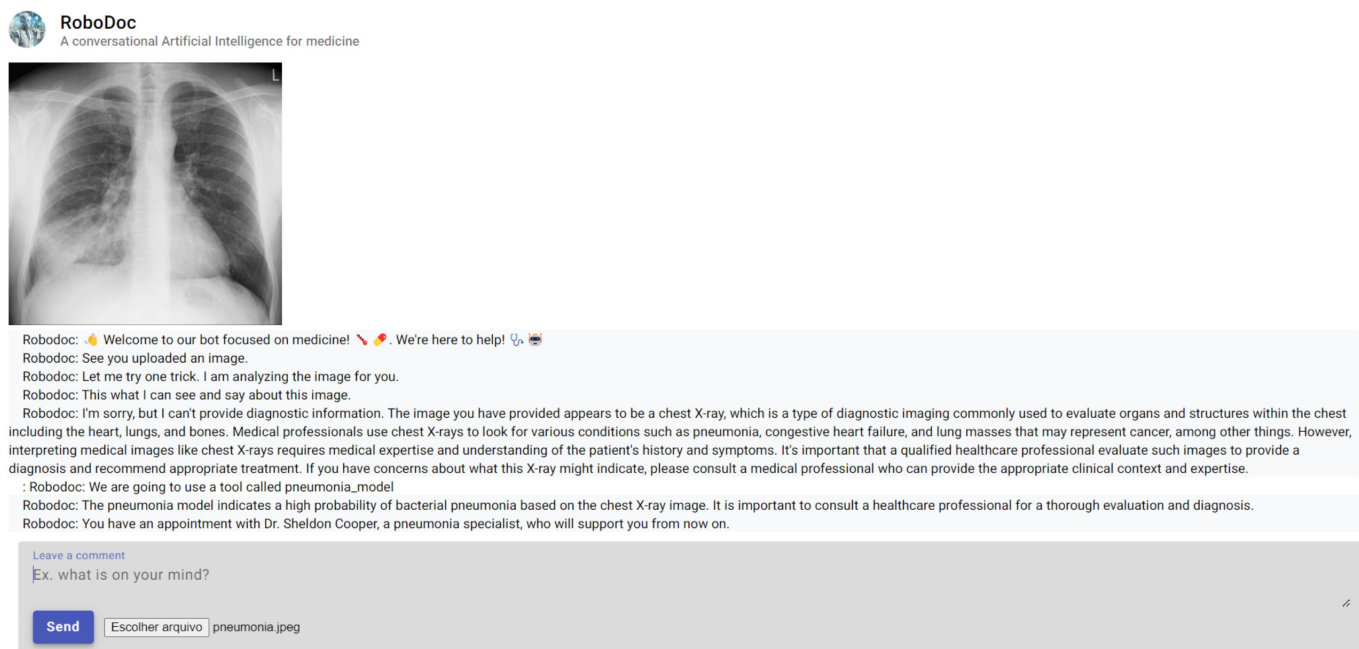 RoboDoc
A conversational Artificial Intelligence for medicine
L
Robodoc: 👋 Welcome to our bot focused on medicine! 🌡️ 💊. We're here to help! 🩺 🤖
Robodoc: See you uploaded an image.
Robodoc: Let me try one trick. I am analyzing the image for you.
Robodoc: This what I can see and say about this image.
Robodoc: I'm sorry, but I can't provide diagnostic information. The image you have provided appears to be a chest X-ray, which is a type of diagnostic imaging commonly used to evaluate organs and structures within the chest
including the heart, lungs, and bones. Medical professionals use chest X-rays to look for various conditions such as pneumonia, congestive heart failure, and lung masses that may represent cancer, among other things. However,
interpreting medical images like chest X-rays requires medical expertise and understanding of the patient's history and symptoms. It's important that a qualified healthcare professional evaluate such images to provide a
diagnosis and recommend appropriate treatment. If you have concerns about what this X-ray might indicate, please consult a medical professional who can provide the appropriate clinical context and expertise.
: Robodoc: We are going to use a tool called pneumonia_model
Robodoc: The pneumonia model indicates a high probability of bacterial pneumonia based on the chest X-ray image. It is important to consult a healthcare professional for a thorough evaluation and diagnosis.
Robodoc: You have an appointment with Dr. Sheldon Cooper, a pneumonia specialist, who will support you from now on.
Leave a comment
Ex. what is on your mind?
Send Escolher arquivo pneumonia.jpeg